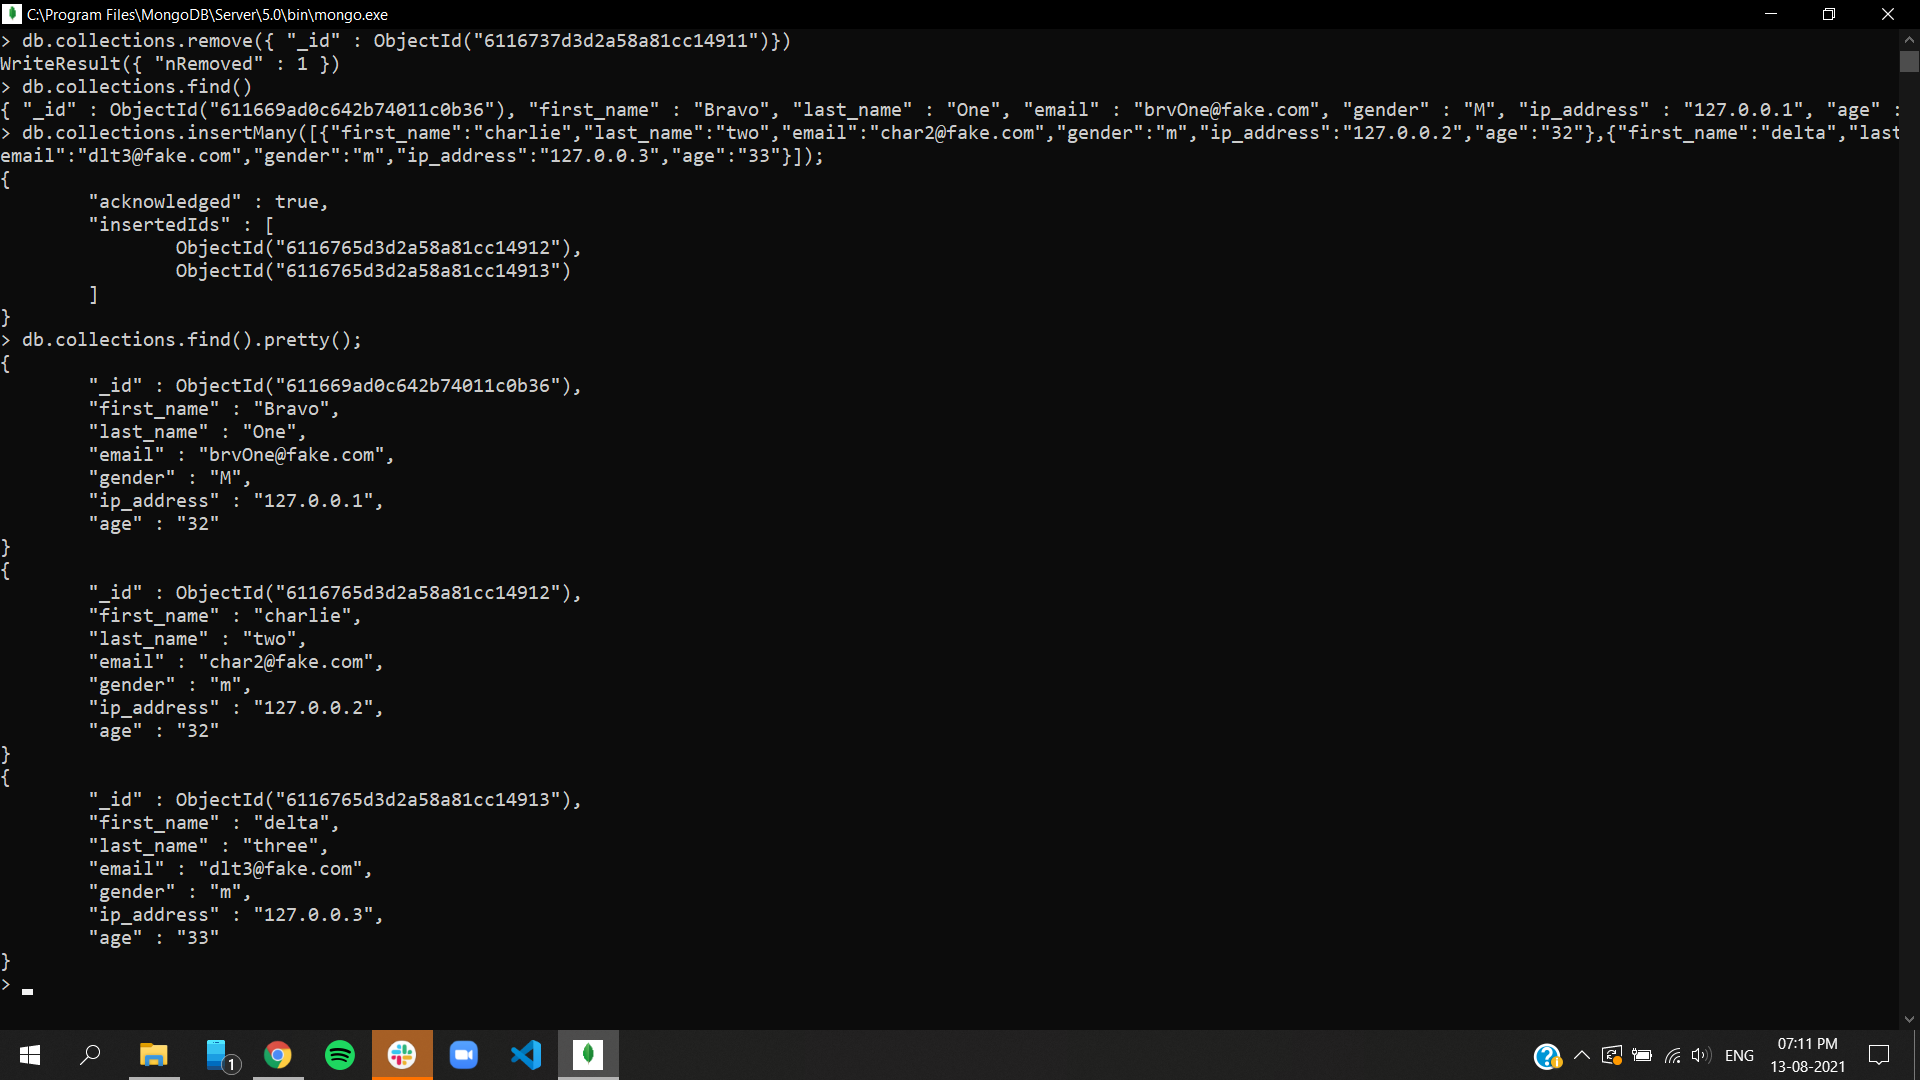 C:\Program Files\MongoDB\Server\5.0\bin\mongo.exe
> db.collections.remove({ "_id" : ObjectId("6116737d3d2a58a81cc14911")})
WriteResult({ "nRemoved" : 1 })
> db.collections.find()
{ "_id" : ObjectId("611669ad0c642b74011c0b36"), "first_name" : "Bravo", "last_name" : "One", "email" : "brvOne@fake.com", "gender" : "M", "ip_address" : "127.0.0.1", "age" :
> db.collections.insertMany([{"first_name":"charlie","last_name":"two","email":"char2@fake.com","gender":"m","ip_address":"127.0.0.2","age":"32"},{"first_name":"delta","last
email":"dlt3@fake.com","gender":"m","ip_address":"127.0.0.3","age":"33"}]);
{
"acknowledged" : true,
"insertedIds" : [
ObjectId("6116765d3d2a58a81cc14912"),
ObjectId("6116765d3d2a58a81cc14913")
]
}
> db.collections.find().pretty();
{
"_id" : ObjectId("611669ad0c642b74011c0b36"),
"first_name" : "Bravo",
"last_name" : "One",
"email" : "brvOne@fake.com",
"gender" : "M",
"ip_address" : "127.0.0.1",
"age" : "32"
}
{
"_id" : ObjectId("6116765d3d2a58a81cc14912"),
"first_name" : "charlie",
"last_name" : "two",
"email" : "char2@fake.com",
"gender" : "m",
"ip_address" : "127.0.0.2",
"age" : "32"
}
{
"_id" : ObjectId("6116765d3d2a58a81cc14913"),
"first_name" : "delta",
"last_name" : "three",
"email" : "dlt3@fake.com",
"gender" : "m",
"ip_address" : "127.0.0.3",
"age" : "33"
}
>
1
ENG
07:11 PM
13-08-2021